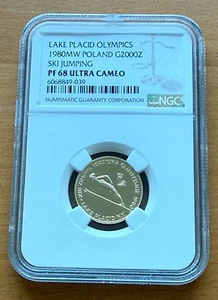 LAKE PLACID OLYMPICS
1980MW POLAND G2000Z
SKI JUMPING
PF 68 ULTRA CAMEO
6068849-039
NUMISMATIC GUARANTY CORPORATION
NGC